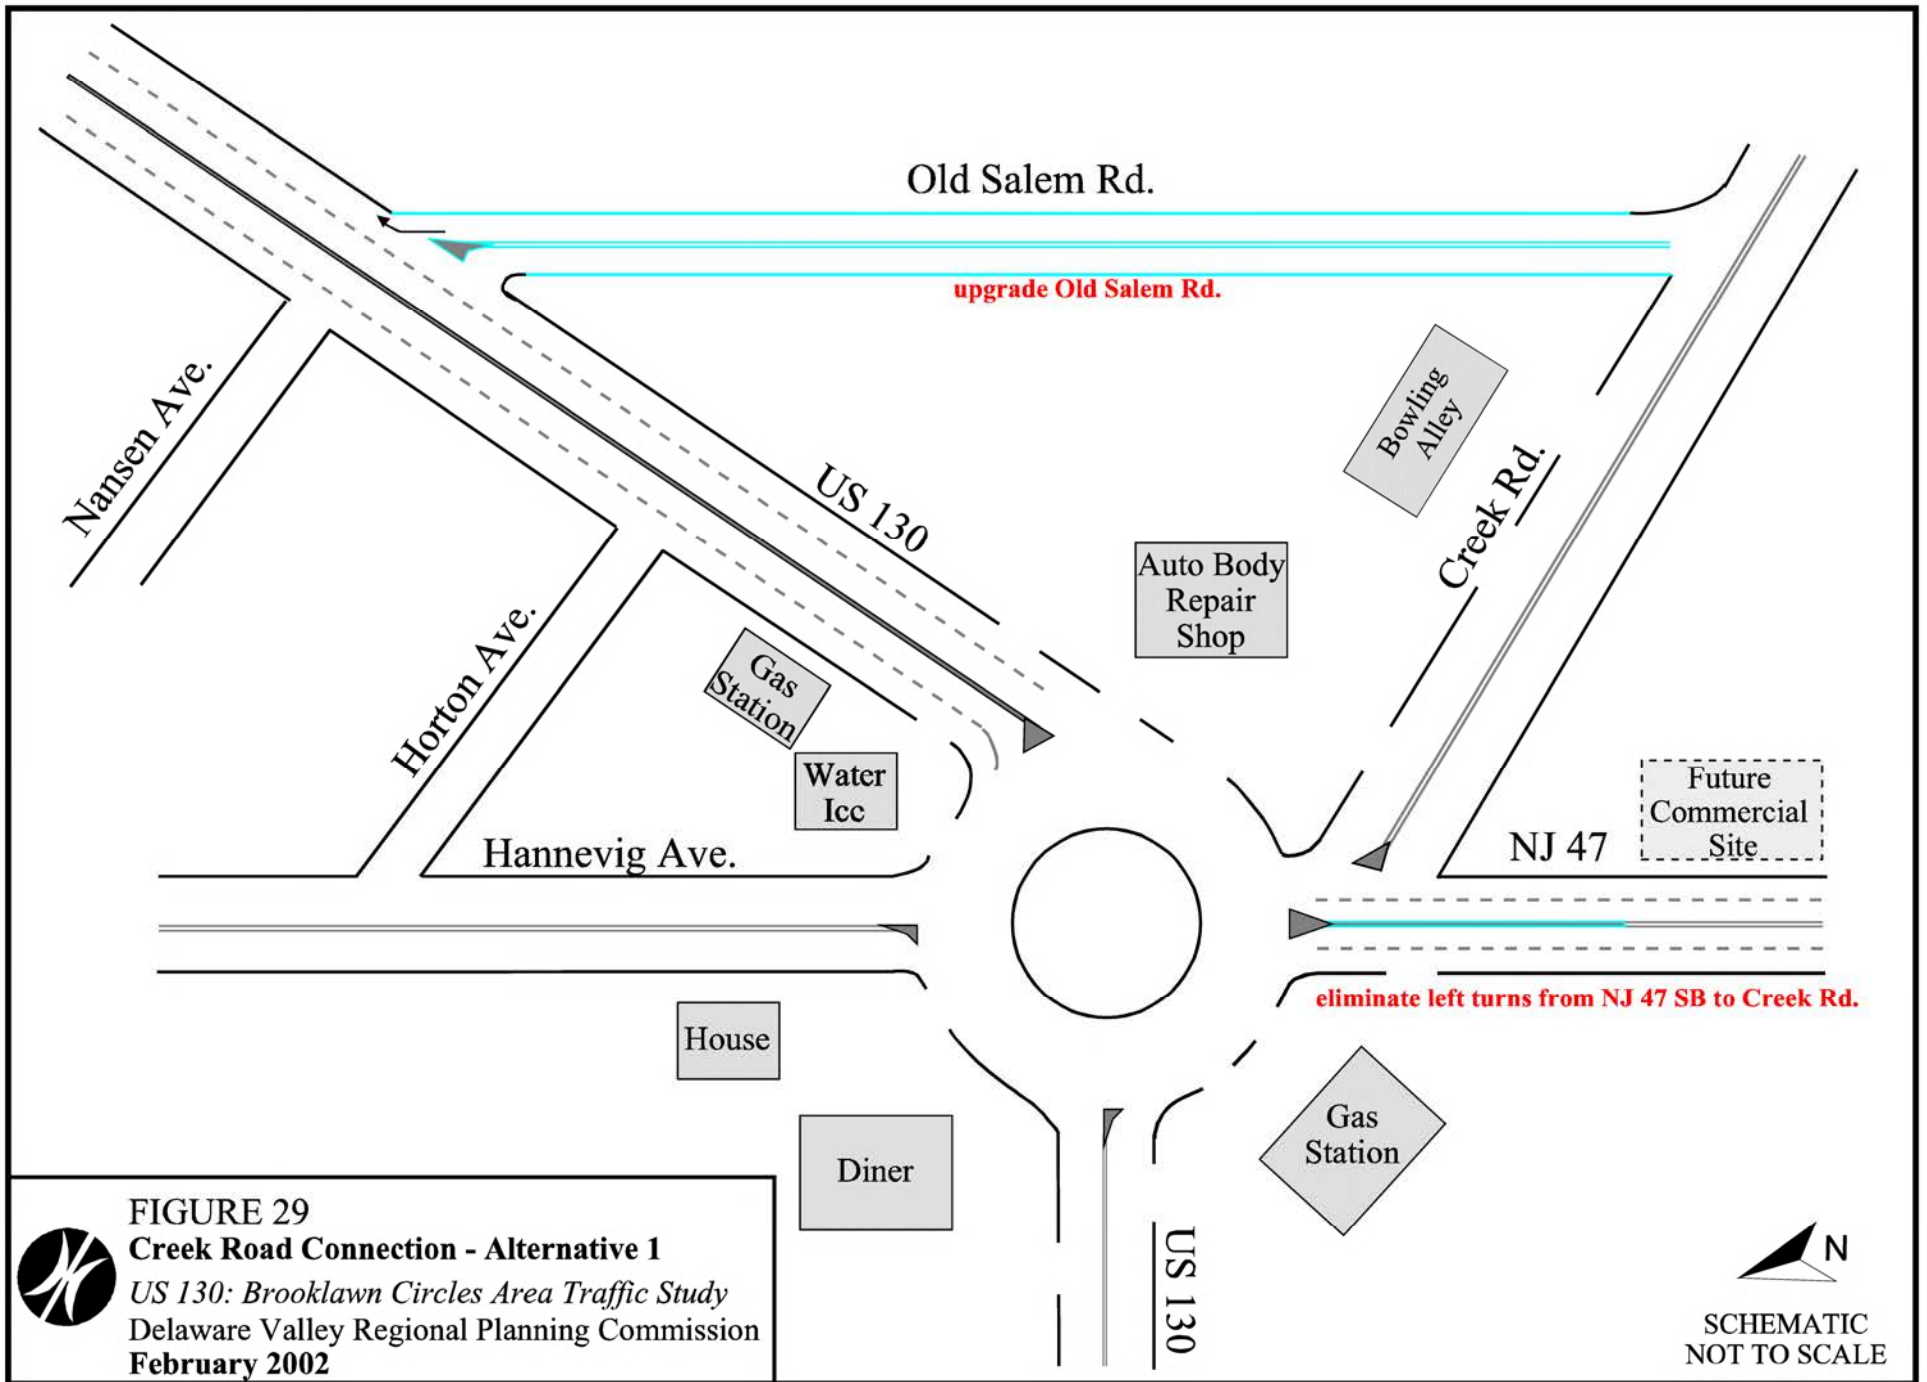 Old Salem Rd.
upgrade Old Salem Rd.
Nansen Ave.
US 130
Bowling
Alley
Creek Rd.
Auto Body
Repair
Shop
Horton Ave.
Gas
Station
Water
Icc
Hannevig Ave.
Future
Commercial
Site
NJ 47
eliminate left turns from NJ 47 SB to Creek Rd.
House
Diner
Gas
Station
US 130
FIGURE 29
Creek Road Connection - Alternative 1
US 130: Brooklawn Circles Area Traffic Study
Delaware Valley Regional Planning Commission
February 2002
N
SCHEMATIC
NOT TO SCALE